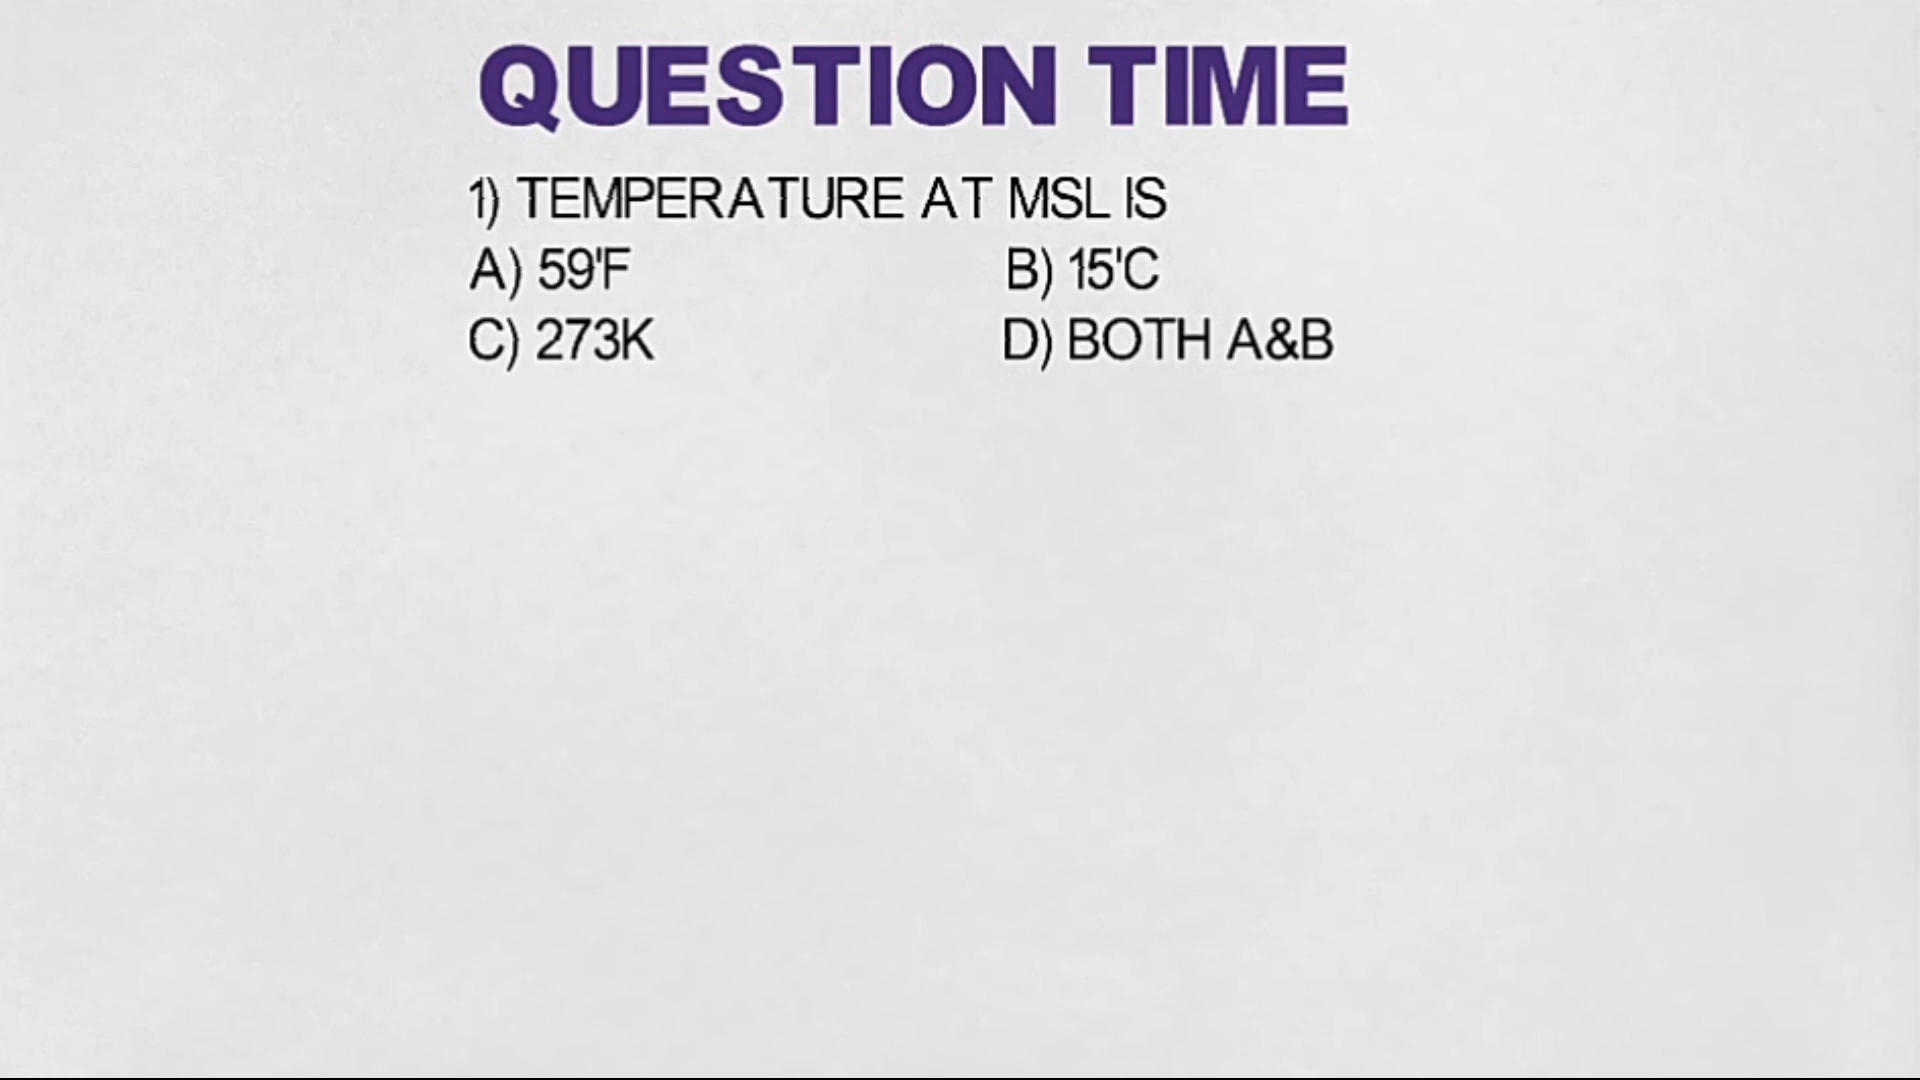 QUESTION TIME
1) TEMPERATURE AT MSL IS
A) 59'F B) 15'C
C) 273K D) BOTH A&B